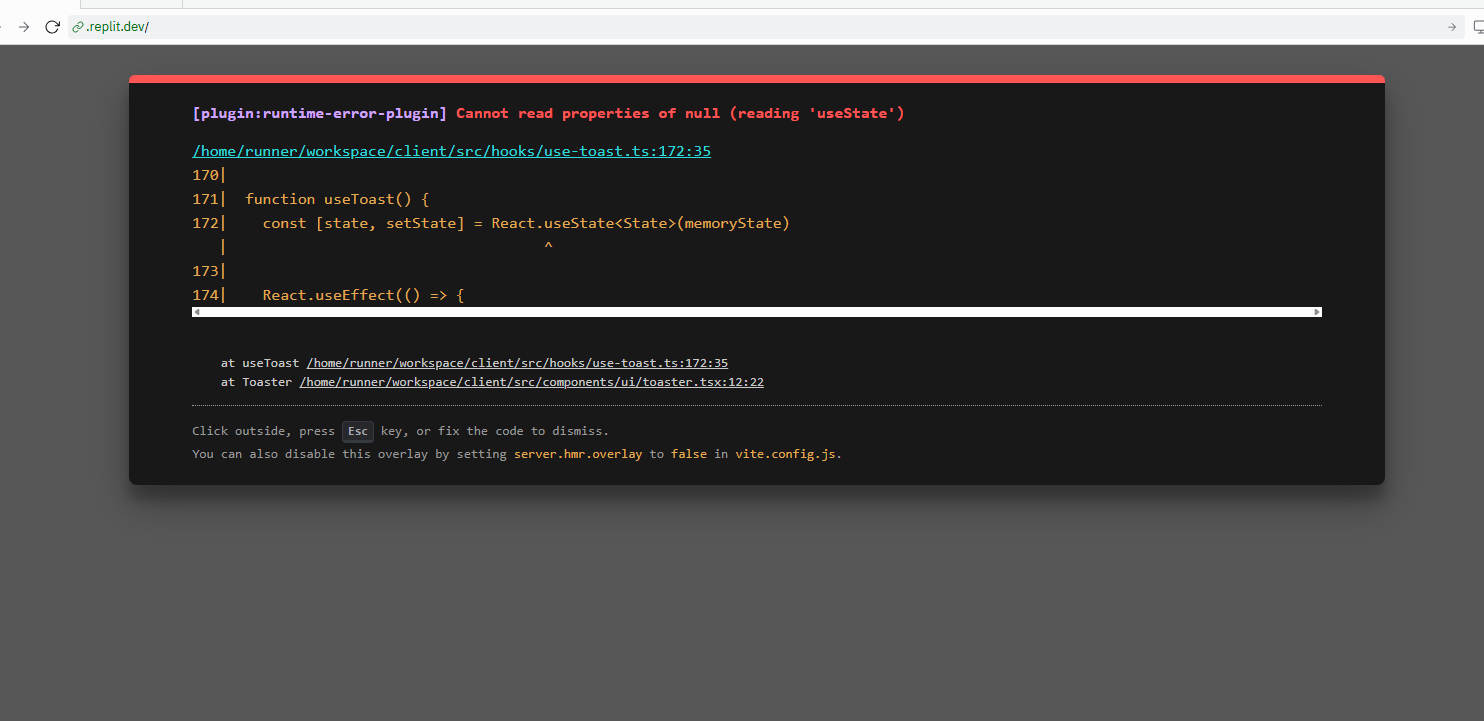 .replit.dev/
[plugin:runtime-error-plugin] Cannot read properties of null (reading 'useState')
/home/runner/workspace/client/src/hooks/use-toast.ts:172:35
170|
171|  function useToast() {
172|    const [state, setState] = React.useState<State>(memoryState)
   |                                     ^
173|
174|    React.useEffect(() => {
at useToast /home/runner/workspace/client/src/hooks/use-toast.ts:172:35
at Toaster /home/runner/workspace/client/src/components/ui/toaster.tsx:12:22
Click outside, press Esc key, or fix the code to dismiss.
You can also disable this overlay by setting server.hmr.overlay to false in vite.config.js.